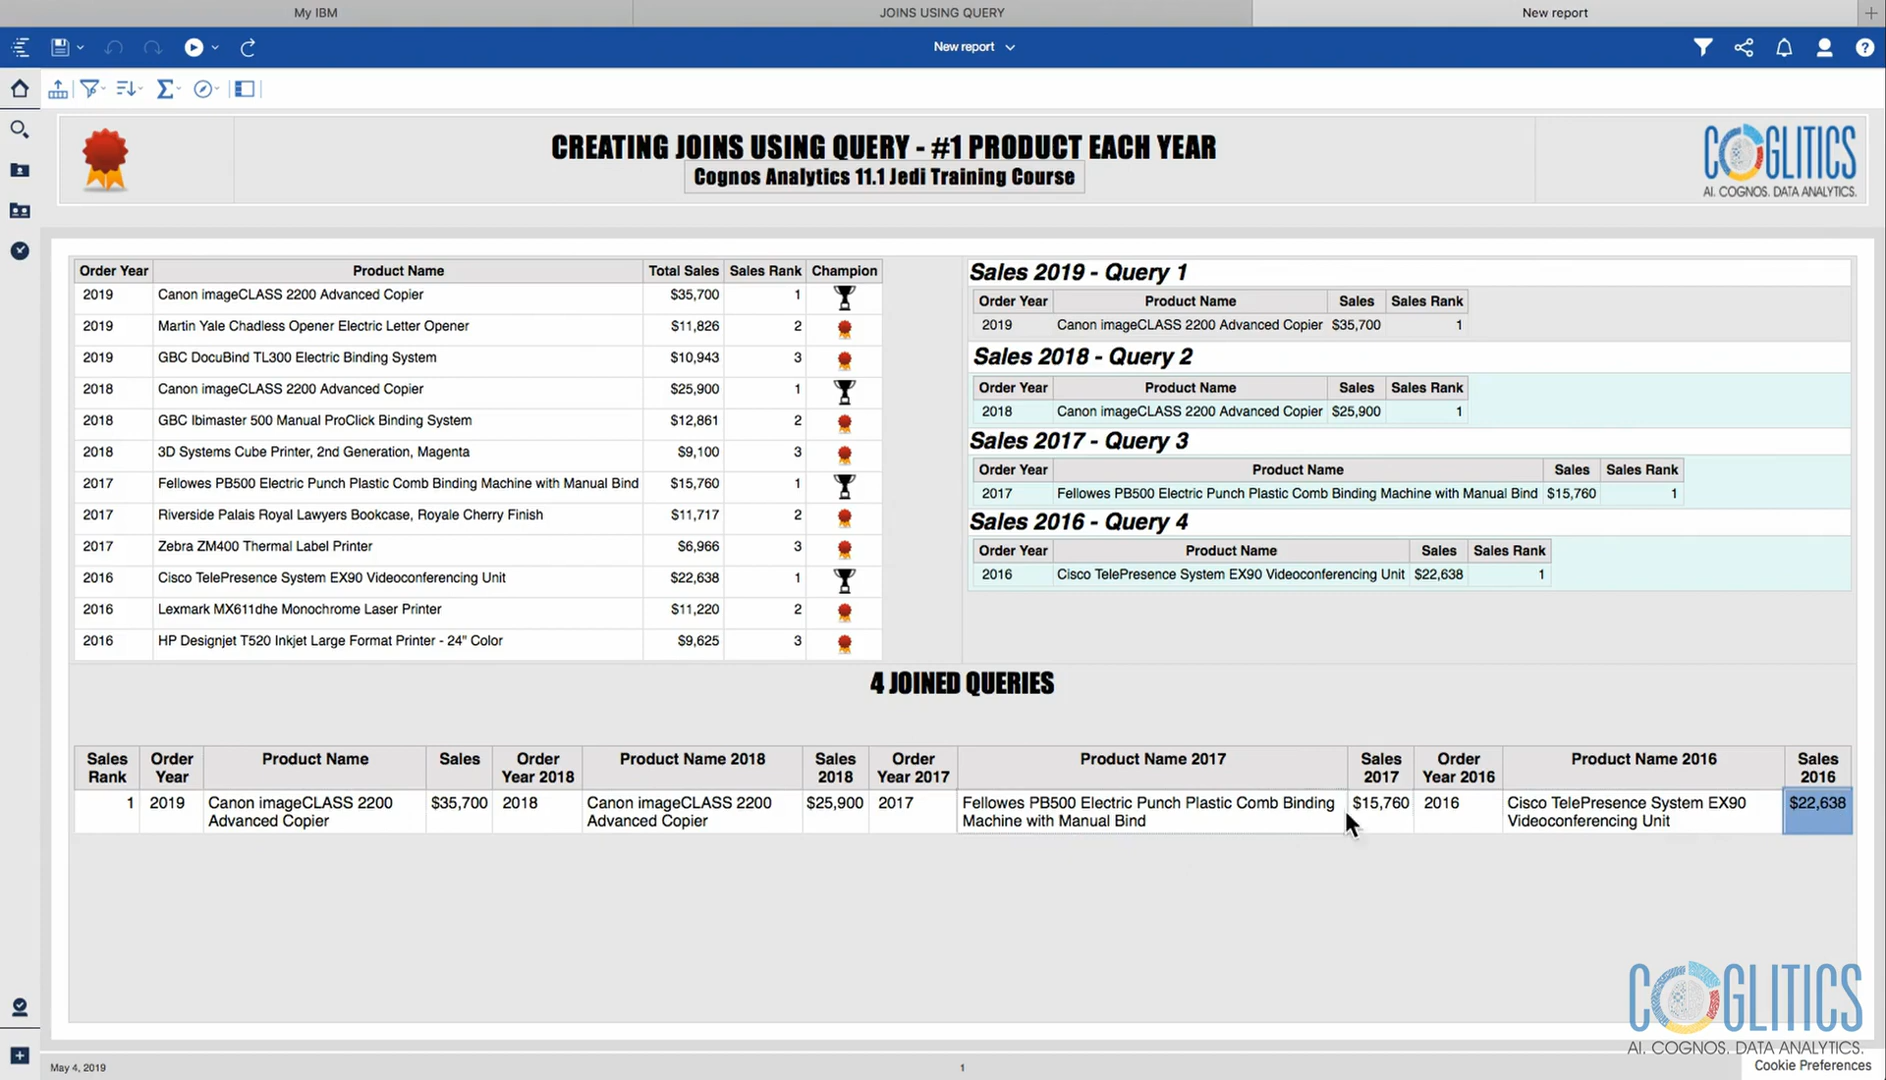 My IBM
JOINS USING QUERY
New report
New report
CREATING JOINS USING QUERY - #1 PRODUCT EACH YEAR
Cognos Analytics 11.1 Jedi Training Course
COGLITICS
AI. COGNOS. DATA ANALYTICS.
Order Year Product Name Total Sales Sales Rank Champion
2019 Canon imageCLASS 2200 Advanced Copier $35,700 1
2019 Martin Yale Chadless Opener Electric Letter Opener $11,826 2
2019 GBC DocuBind TL300 Electric Binding System $10,943 3
2018 Canon imageCLASS 2200 Advanced Copier $25,900 1
2018 GBC Ibimaster 500 Manual ProClick Binding System $12,861 2
2018 3D Systems Cube Printer, 2nd Generation, Magenta $9,100 3
2017 Fellowes PB500 Electric Punch Plastic Comb Binding Machine with Manual Bind $15,760 1
2017 Riverside Palais Royal Lawyers Bookcase, Royale Cherry Finish $11,717 2
2017 Zebra ZM400 Thermal Label Printer $6,966 3
2016 Cisco TelePresence System EX90 Videoconferencing Unit $22,638 1
2016 Lexmark MX611dhe Monochrome Laser Printer $11,220 2
2016 HP Designjet T520 Inkjet Large Format Printer - 24" Color $9,625 3
Sales 2019 - Query 1
Order Year Product Name Sales Sales Rank
2019 Canon imageCLASS 2200 Advanced Copier $35,700 1
Sales 2018 - Query 2
Order Year Product Name Sales Sales Rank
2018 Canon imageCLASS 2200 Advanced Copier $25,900 1
Sales 2017 - Query 3
Order Year Product Name Sales Sales Rank
2017 Fellowes PB500 Electric Punch Plastic Comb Binding Machine with Manual Bind $15,760 1
Sales 2016 - Query 4
Order Year Product Name Sales Sales Rank
2016 Cisco TelePresence System EX90 Videoconferencing Unit $22,638 1
4 JOINED QUERIES
Sales Order Product Name Sales Order Product Name 2018 Sales Order Product Name 2017 Sales Order Product Name 2016 Sales
Rank Year Year 2018 2018 Year 2017 2017 Year 2016 2016
1 2019 Canon imageCLASS 2200 $35,700 2018 Canon imageCLASS 2200 $25,900 2017 Fellowes PB500 Electric Punch Plastic Comb Binding $15,760 2016 Cisco TelePresence System EX90 $22,638
Advanced Copier Advanced Copier Machine with Manual Bind Videoconferencing Unit
COGLITICS
AI. COGNOS. DATA ANALYTICS.
May 4, 2019 1 Cookie Preferences